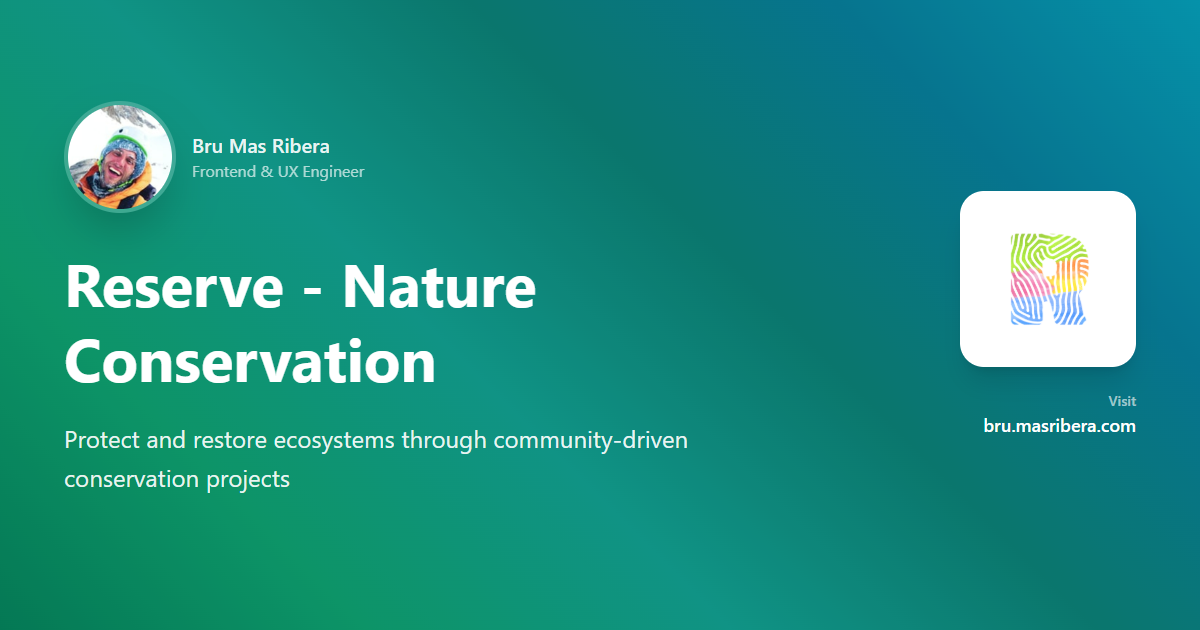 Bru Mas Ribera
Frontend & UX Engineer
Reserve - Nature
Conservation
Protect and restore ecosystems through community-driven
conservation projects
R
Visit
bru.masribera.com